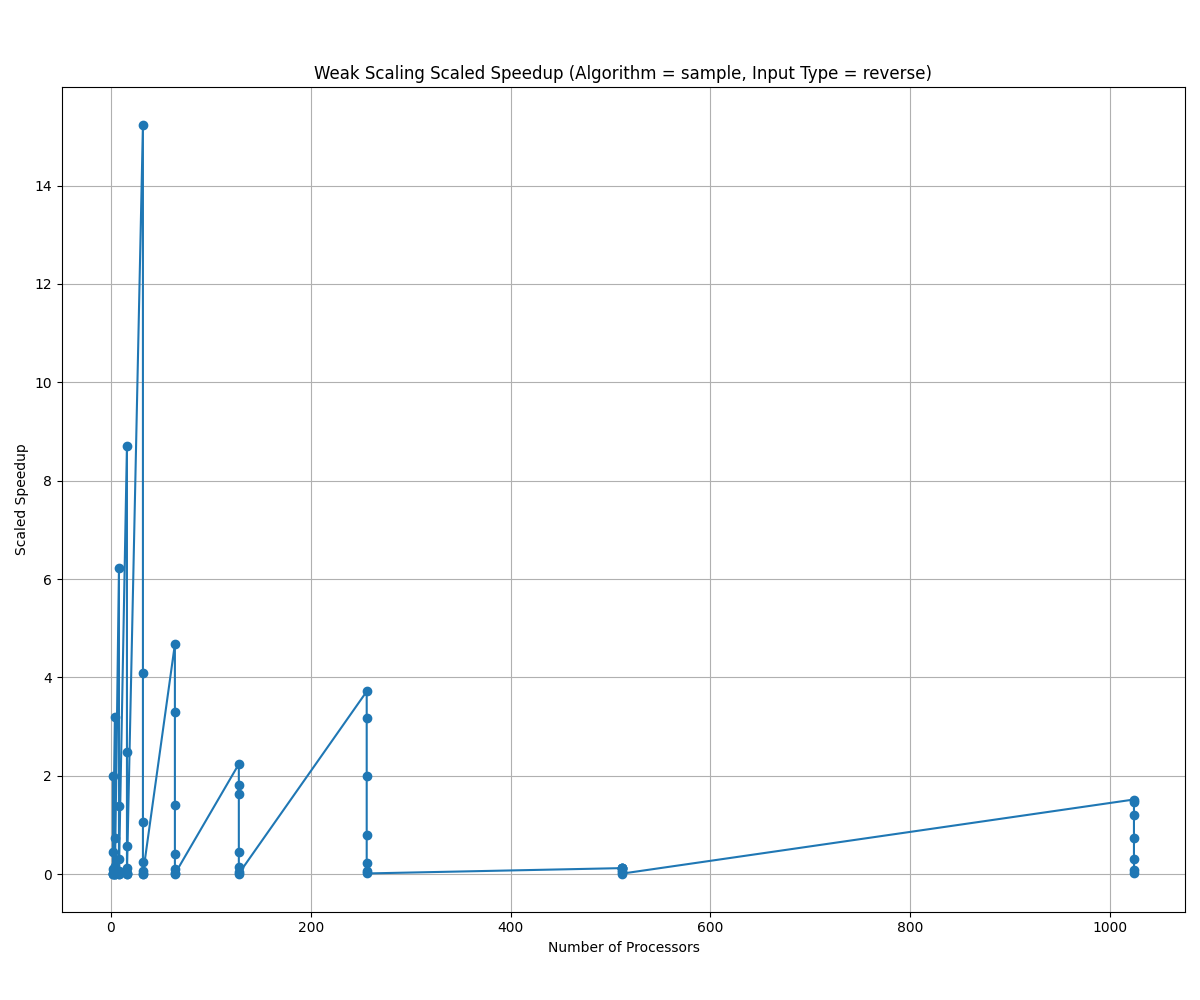 Weak Scaling Scaled Speedup (Algorithm = sample, Input Type = reverse)
14
12
10
8
6
4
2
0
Scaled Speedup
0 200 400 600 800 1000
Number of Processors